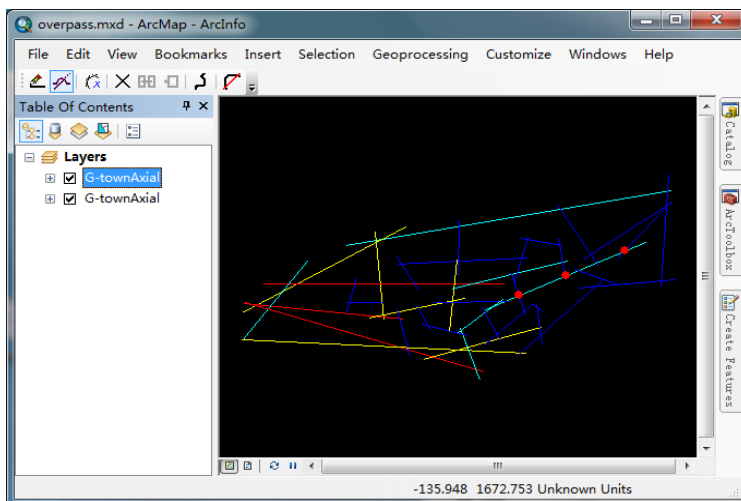 overpass.mxd - ArcMap - ArcInfo
File Edit View Bookmarks Insert Selection Geoprocessing Customize Windows Help
Table Of Contents
Layers
G-townAxial
G-townAxial
Catalog
ArcToolbox
Create Features
-135.948 1672.753 Unknown Units